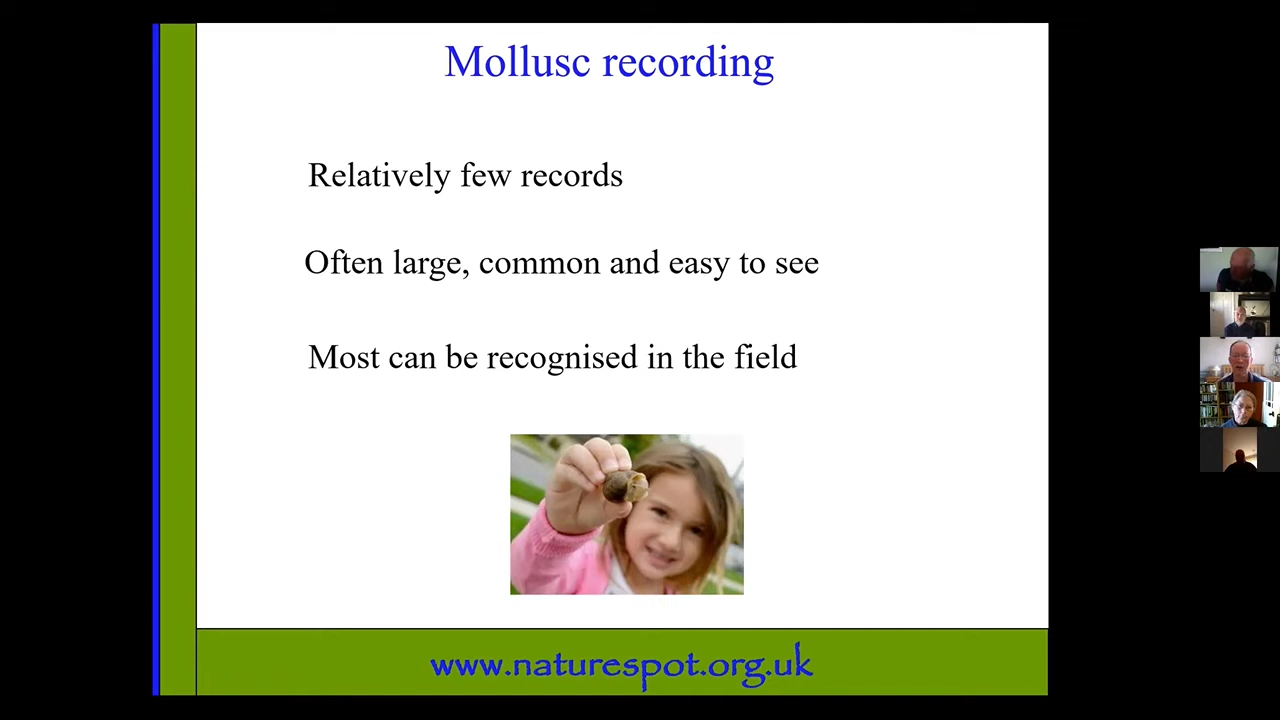 Mollusc recording
Relatively few records
Often large, common and easy to see
Most can be recognised in the field
www.naturespot.org.uk